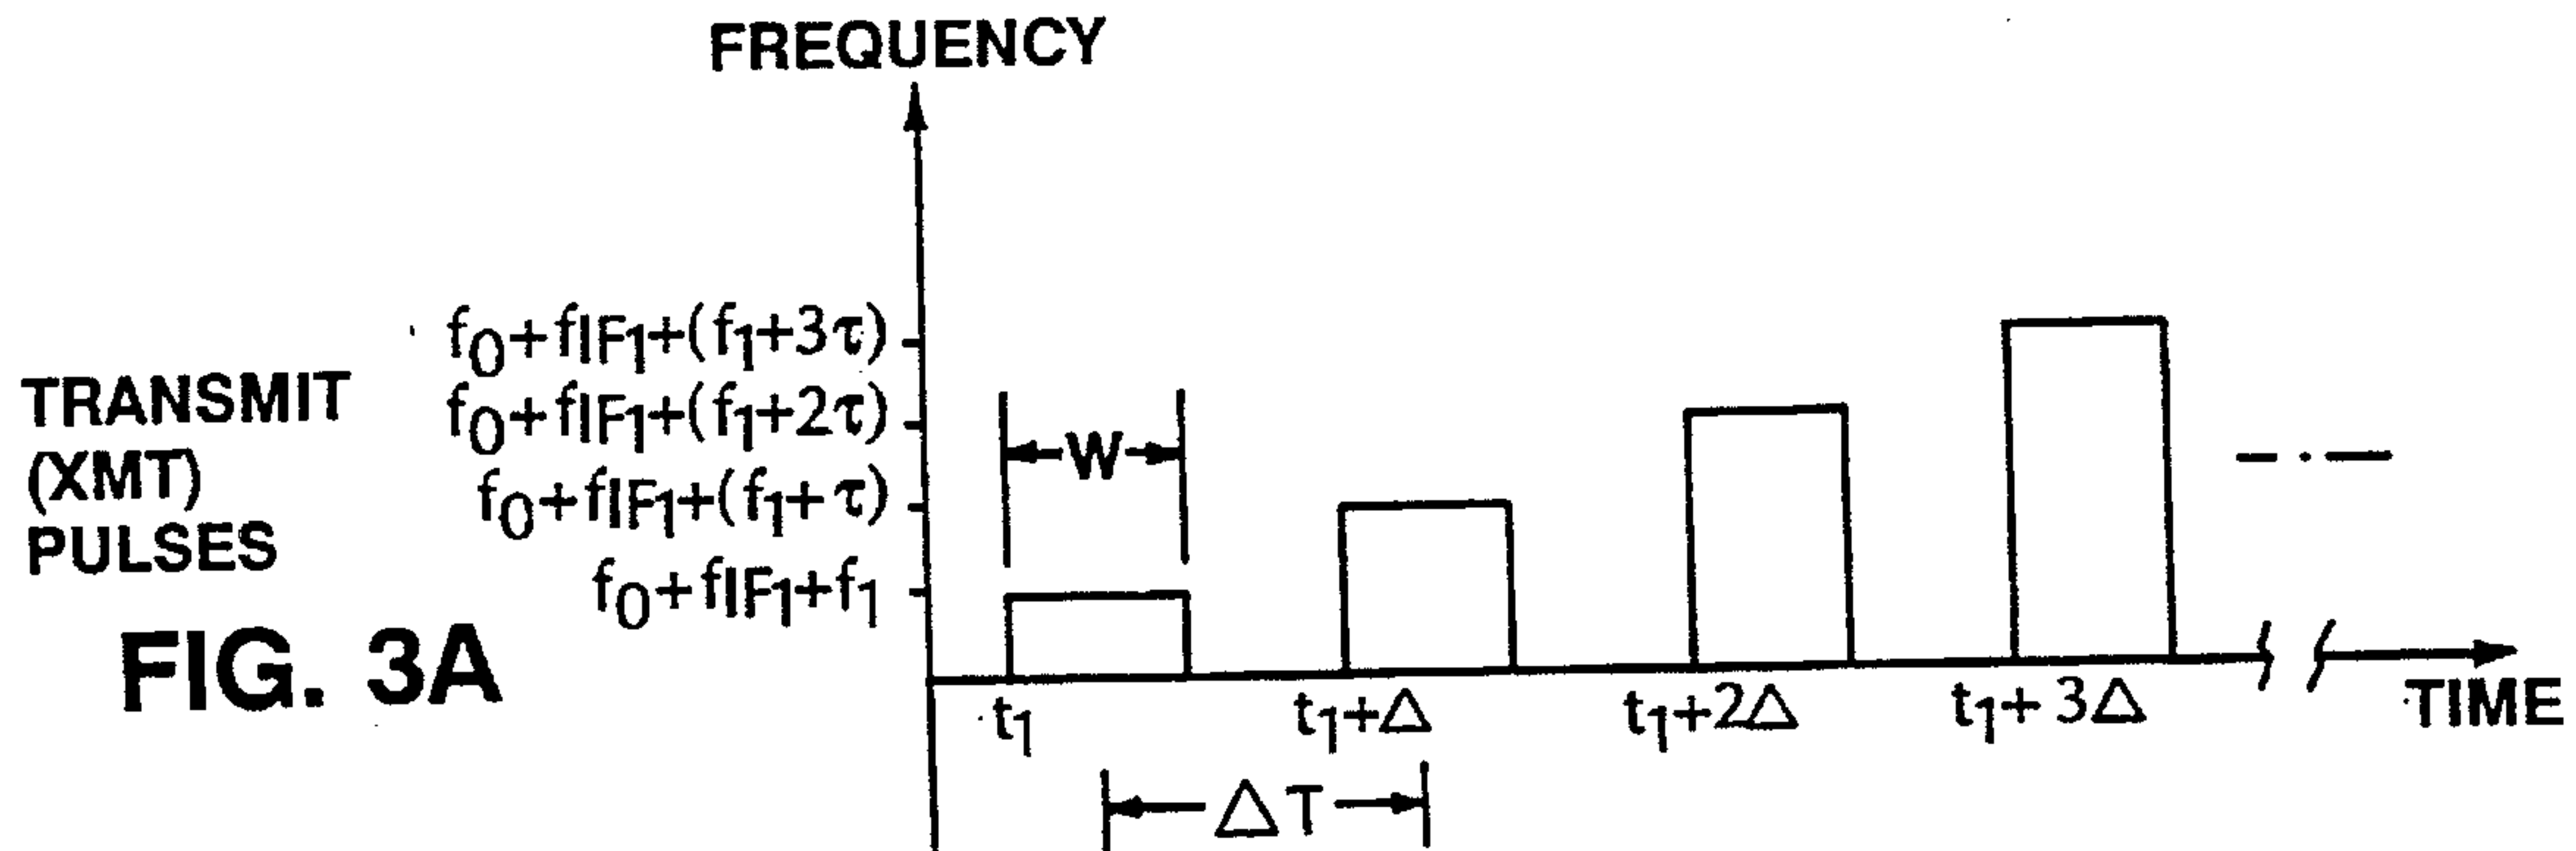 FREQUENCY
f₀+fIF₁+(f₁+3τ)
f₀+fIF₁+(f₁+2τ)
f₀+fIF₁+(f₁+τ)
f₀+fIF₁+f₁
TRANSMIT
(XMT)
PULSES
FIG. 3A
W
t₁
t₁+Δ
t₁+2Δ
t₁+3Δ
TIME
ΔT